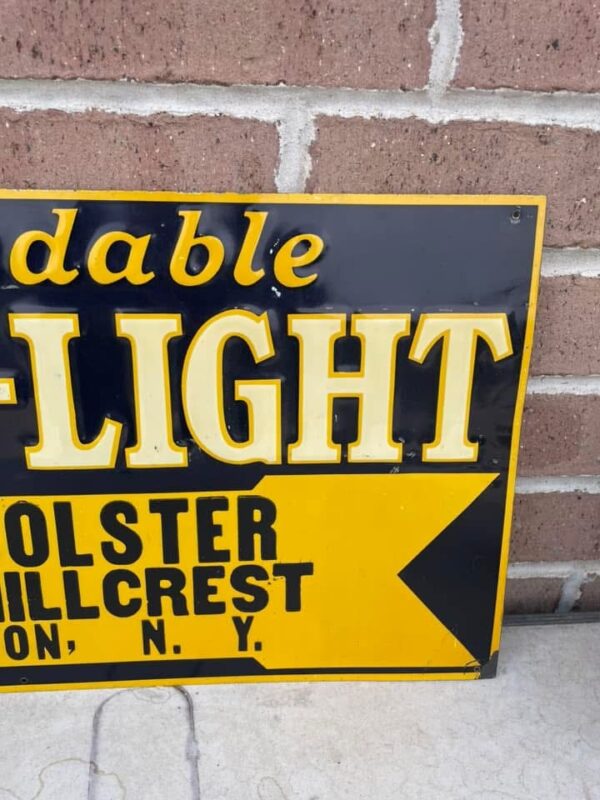 dable
-LIGHT
OLSTER
ILLCREST
ON, N. Y.